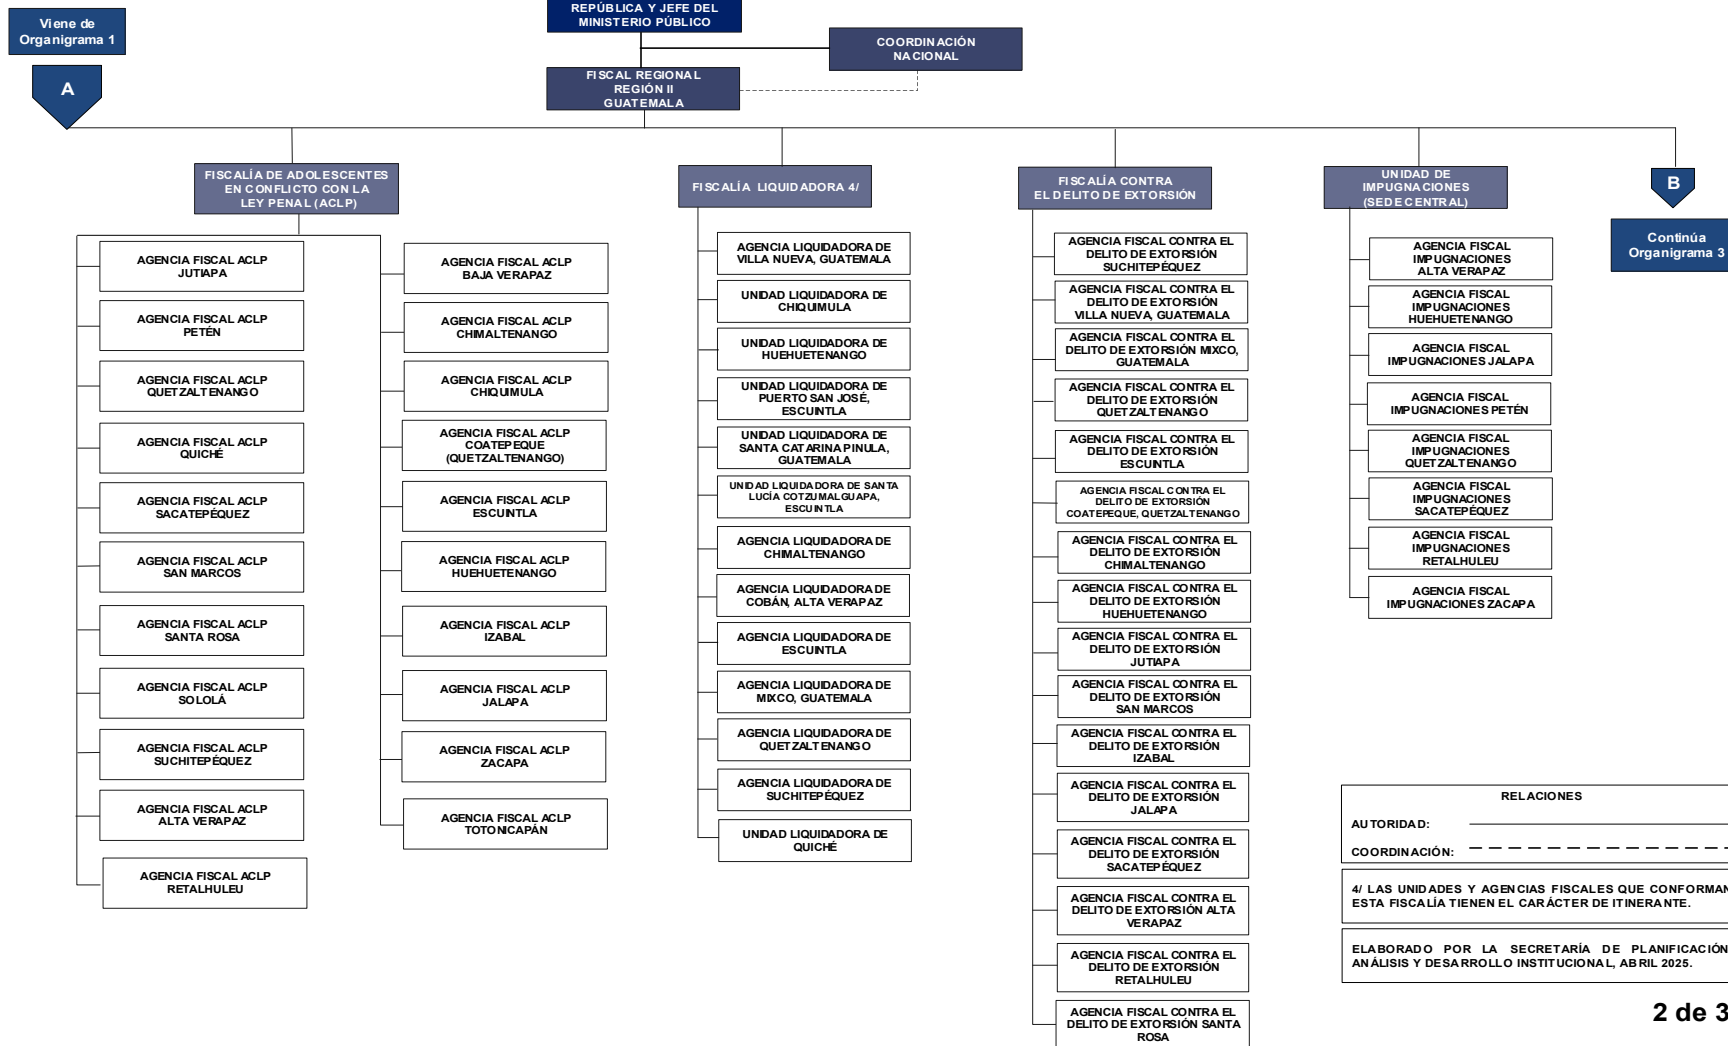 REPÚBLICA Y JEFE DEL
MINISTERIO PÚBLICO
Viene de
Organigrama 1
A
COORDINACIÓN
NACIONAL
FISCAL REGIONAL
REGIÓN II
GUATEMALA
FISCALÍA DE ADOLESCENTES
EN CONFLICTO CON LA
LEY PENAL (ACLP)
AGENCIA FISCAL ACLP
JUTIAPA
AGENCIA FISCAL ACLP
PETÉN
AGENCIA FISCAL ACLP
QUETZALTENANGO
AGENCIA FISCAL ACLP
QUICHÉ
AGENCIA FISCAL ACLP
SACATEPÉQUEZ
AGENCIA FISCAL ACLP
SAN MARCOS
AGENCIA FISCAL ACLP
SANTA ROSA
AGENCIA FISCAL ACLP
SOLOLÁ
AGENCIA FISCAL ACLP
SUCHITEPÉQUEZ
AGENCIA FISCAL ACLP
ALTA VERAPAZ
AGENCIA FISCAL ACLP
RETALHULEU
AGENCIA FISCAL ACLP
BAJA VERAPAZ
AGENCIA FISCAL ACLP
CHIMALTENANGO
AGENCIA FISCAL ACLP
CHIQUIMULA
AGENCIA FISCAL ACLP
COATEPEQUE
(QUETZALTENANGO)
AGENCIA FISCAL ACLP
ESCUINTLA
AGENCIA FISCAL ACLP
HUEHUETENANGO
AGENCIA FISCAL ACLP
IZABAL
AGENCIA FISCAL ACLP
JALAPA
AGENCIA FISCAL ACLP
ZACAPA
AGENCIA FISCAL ACLP
TOTONICAPÁN
FISCALÍA LIQUIDADORA 4/
AGENCIA LIQUIDADORA DE
VILLA NUEVA, GUATEMALA
UNIDAD LIQUIDADORA DE
CHIQUIMULA
UNIDAD LIQUIDADORA DE
HUEHUETENANGO
UNIDAD LIQUIDADORA DE
PUERTO SAN JOSÉ,
ESCUINTLA
UNIDAD LIQUIDADORA DE
SANTA CATARINA PINULA,
GUATEMALA
UNIDAD LIQUIDADORA DE SANTA
LUCÍA COTZUMALGUAPA,
ESCUINTLA
AGENCIA LIQUIDADORA DE
CHIMALTENANGO
AGENCIA LIQUIDADORA DE
COBÁN, ALTA VERAPAZ
AGENCIA LIQUIDADORA DE
ESCUINTLA
AGENCIA LIQUIDADORA DE
MIXCO, GUATEMALA
AGENCIA LIQUIDADORA DE
QUETZALTENANGO
AGENCIA LIQUIDADORA DE
SUCHITEPÉQUEZ
UNIDAD LIQUIDADORA DE
QUICHÉ
FISCALÍA CONTRA
EL DELITO DE EXTORSIÓN
AGENCIA FISCAL CONTRA EL
DELITO DE EXTORSIÓN
SUCHITEPÉQUEZ
AGENCIA FISCAL CONTRA EL
DELITO DE EXTORSIÓN
VILLA NUEVA, GUATEMALA
AGENCIA FISCAL CONTRA EL
DELITO DE EXTORSIÓN MIXCO,
GUATEMALA
AGENCIA FISCAL CONTRA EL
DELITO DE EXTORSIÓN
QUETZALTENANGO
AGENCIA FISCAL CONTRA EL
DELITO DE EXTORSIÓN
ESCUINTLA
AGENCIA FISCAL CONTRA EL
DELITO DE EXTORSIÓN
COATEPEQUE, QUETZALTENANGO
AGENCIA FISCAL CONTRA EL
DELITO DE EXTORSIÓN
CHIMALTENANGO
AGENCIA FISCAL CONTRA EL
DELITO DE EXTORSIÓN
HUEHUETENANGO
AGENCIA FISCAL CONTRA EL
DELITO DE EXTORSIÓN
JUTIAPA
AGENCIA FISCAL CONTRA EL
DELITO DE EXTORSIÓN
SAN MARCOS
AGENCIA FISCAL CONTRA EL
DELITO DE EXTORSIÓN
IZABAL
AGENCIA FISCAL CONTRA EL
DELITO DE EXTORSIÓN
JALAPA
AGENCIA FISCAL CONTRA EL
DELITO DE EXTORSIÓN
SACATEPÉQUEZ
AGENCIA FISCAL CONTRA EL
DELITO DE EXTORSIÓN ALTA
VERAPAZ
AGENCIA FISCAL CONTRA EL
DELITO DE EXTORSIÓN
RETALHULEU
AGENCIA FISCAL CONTRA EL
DELITO DE EXTORSIÓN SANTA
ROSA
UNIDAD DE
IMPUGNACIONES
(SEDE CENTRAL)
AGENCIA FISCAL
IMPUGNACIONES
ALTA VERAPAZ
AGENCIA FISCAL
IMPUGNACIONES
HUEHUETENANGO
AGENCIA FISCAL
IMPUGNACIONES JALAPA
AGENCIA FISCAL
IMPUGNACIONES PETÉN
AGENCIA FISCAL
IMPUGNACIONES
QUETZALTENANGO
AGENCIA FISCAL
IMPUGNACIONES
SACATEPÉQUEZ
AGENCIA FISCAL
IMPUGNACIONES
RETALHULEU
AGENCIA FISCAL
IMPUGNACIONES ZACAPA
B
Continúa
Organigrama 3
RELACIONES
AUTORIDAD:
COORDINACIÓN:
4/ LAS UNIDADES Y AGENCIAS FISCALES QUE CONFORMAN
ESTA FISCALÍA TIENEN EL CARÁCTER DE ITINERANTE.
ELABORADO POR LA SECRETARÍA DE PLANIFICACIÓN
ANÁLISIS Y DESARROLLO INSTITUCIONAL, ABRIL 2025.
2 de 3